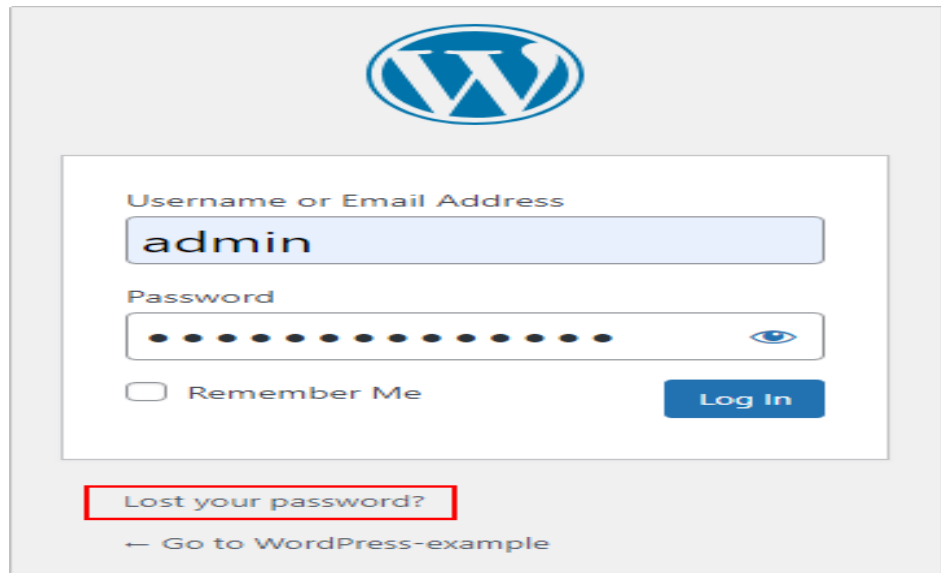 Username or Email Address
admin
Password
Remember Me
Log In
Lost your password?
← Go to WordPress-example